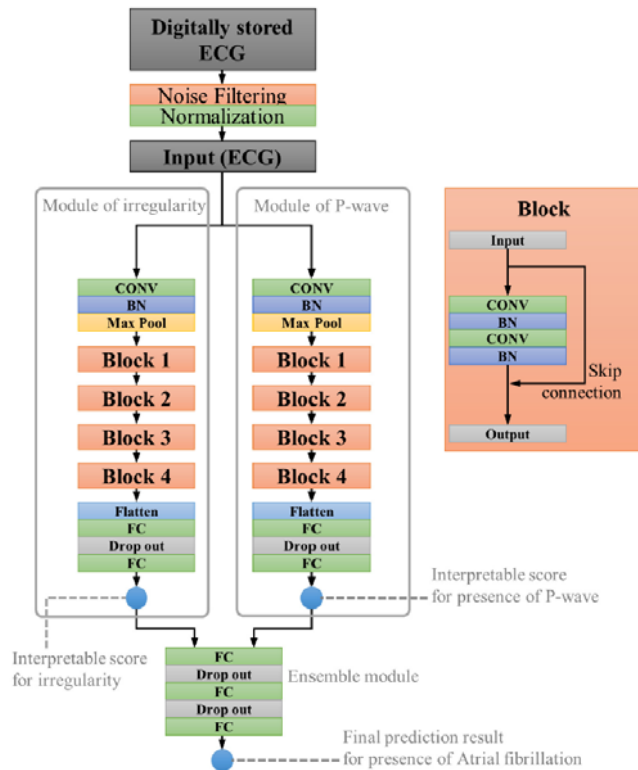 Digitally stored
ECG
Noise Filtering
Normalization
Input (ECG)
Module of irregularity
CONV
BN
Max Pool
Block 1
Block 2
Block 3
Block 4
Flatten
FC
Drop out
FC
Module of P-wave
CONV
BN
Max Pool
Block 1
Block 2
Block 3
Block 4
Flatten
FC
Drop out
FC
Block
Input
CONV
BN
CONV
BN
Skip
connection
Output
Interpretable score
for presence of P-wave
Interpretable score
for irregularity
FC
Drop out
FC
Drop out
FC
Ensemble module
Final prediction result
for presence of Atrial fibrillation